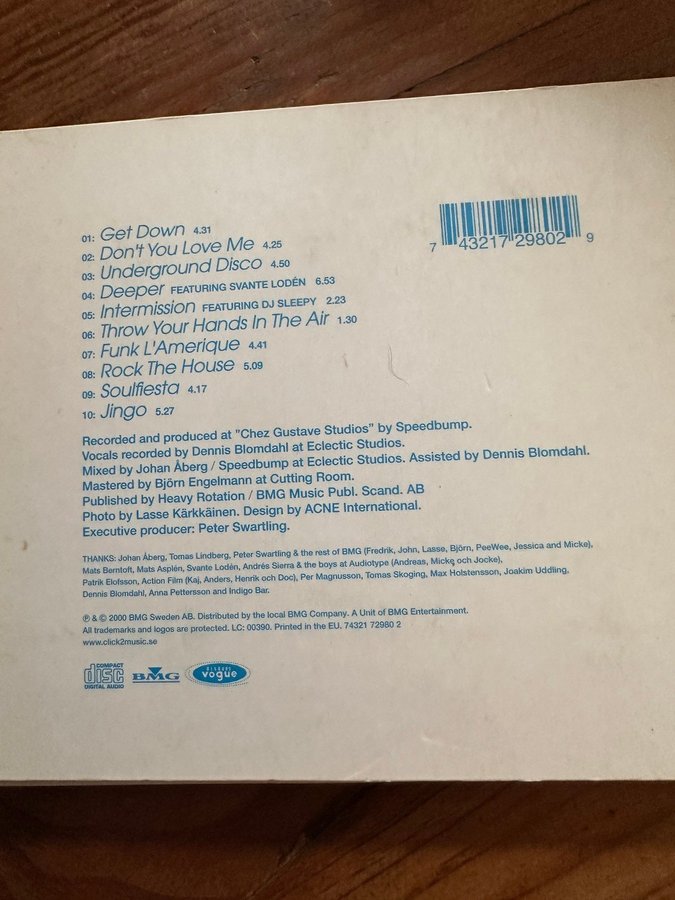 01: Get Down 4.31
02: Don't You Love Me 4.25
03: Underground Disco 4.50
04: Deeper FEATURING SVANTE LODÉN 6.53
05: Intermission FEATURING DJ SLEEPY 2.23
06: Throw Your Hands In The Air 1.30
07: Funk L'Amerique 4.41
08: Rock The House 5.09
09: Soulfiesta 4.17
10: Jingo 5.27
7 43217 29802 9
Recorded and produced at "Chez Gustave Studios" by Speedbump.
Vocals recorded by Dennis Blomdahl at Eclectic Studios.
Mixed by Johan Åberg / Speedbump at Eclectic Studios. Assisted by Dennis Blomdahl.
Mastered by Björn Engelmann at Cutting Room.
Published by Heavy Rotation / BMG Music Publ. Scand. AB
Photo by Lasse Kärkkäinen. Design by ACNE International.
Executive producer: Peter Swartling.
THANKS: Johan Åberg, Tomas Lindberg, Peter Swartling & the rest of BMG (Fredrik, John, Lasse, Björn, PeeWee, Jessica and Micke),
Mats Berntoft, Mats Asplén, Svante Lodén, Andrés Sierra & the boys at Audiotype (Andreas, Micke och Jocke),
Patrik Elofsson, Action Film (Kaj, Anders, Henrik och Doc), Per Magnusson, Tomas Skoging, Max Holstensson, Joakim Uddling,
Dennis Blomdahl, Anna Pettersson and Indigo Bar.
℗ & © 2000 BMG Sweden AB. Distributed by the local BMG Company. A Unit of BMG Entertainment.
All trademarks and logos are protected. LC: 00390. Printed in the EU. 74321 72980 2
www.click2music.se
COMPACT
disc
DIGITAL AUDIO
BMG
DISQUES
vogue